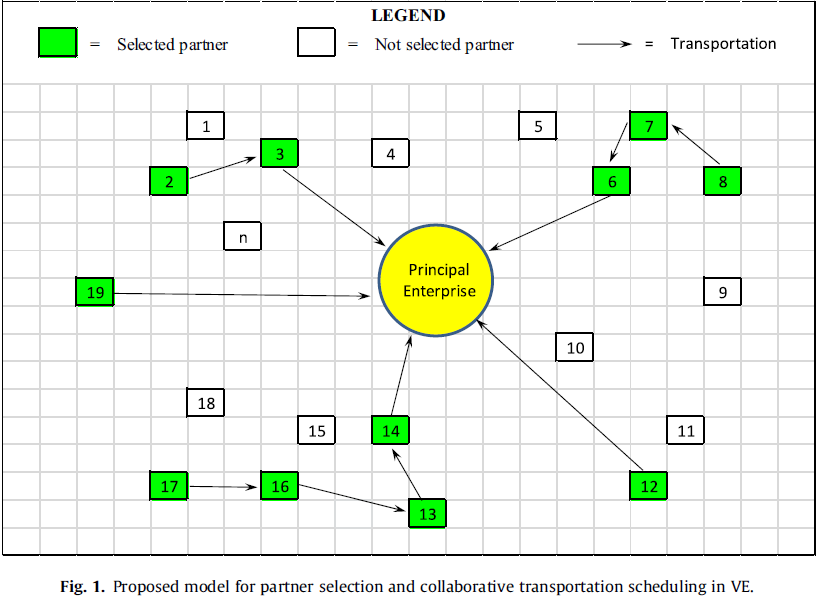 LEGEND
= Selected partner
= Not selected partner
= Transportation
1
5
7
3
4
2
6
8
n
Principal
Enterprise
19
9
10
18
15
14
11
17
16
12
13
Fig. 1. Proposed model for partner selection and collaborative transportation scheduling in VE.